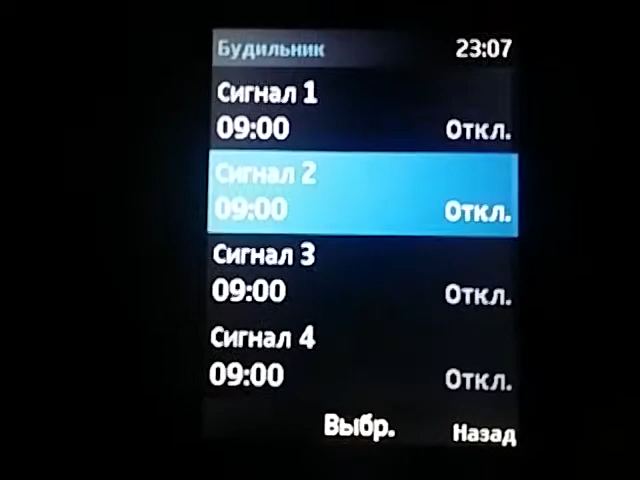 Будильник 23:07
Сигнал 1
09:00 Откл.
Сигнал 2
09:00 Откл.
Сигнал 3
09:00 Откл.
Сигнал 4
09:00 Откл.
Выбр. Назад